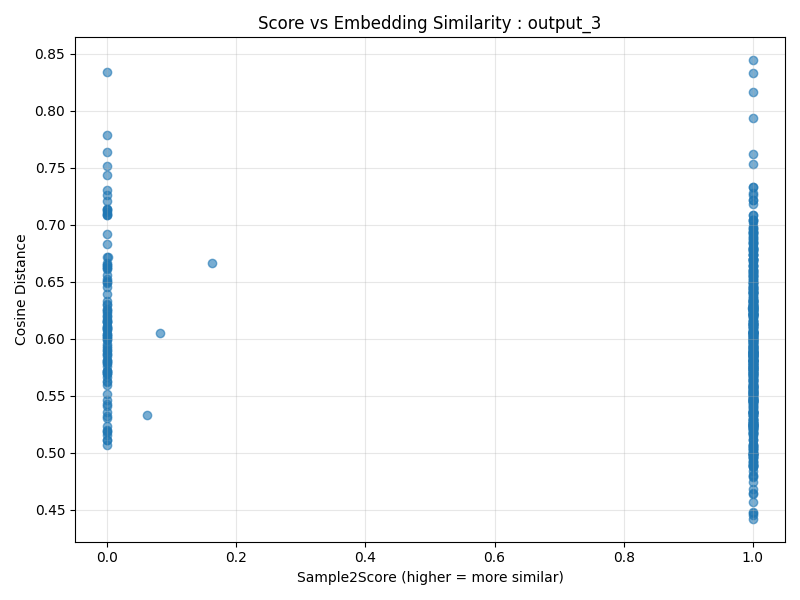 Score vs Embedding Similarity : output_3
Cosine Distance
0.85
0.80
0.75
0.70
0.65
0.60
0.55
0.50
0.45
0.0 0.2 0.4 0.6 0.8 1.0
Sample2Score (higher = more similar)